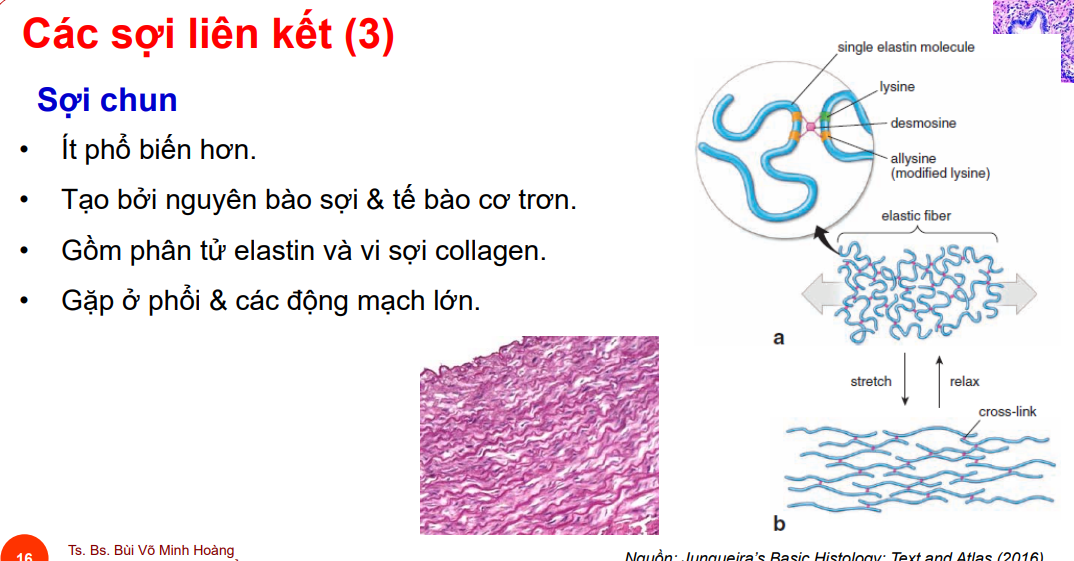 Các sợi liên kết (3)
Sợi chun
• Ít phổ biến hơn.
• Tạo bởi nguyên bào sợi & tế bào cơ trơn.
• Gồm phân tử elastin và vi sợi collagen.
• Gặp ở phổi & các động mạch lớn.
single elastin molecule
lysine
desmosine
allysine
(modified lysine)
elastic fiber
a
stretch
relax
cross-link
b
16
Ts. Bs. Bùi Võ Minh Hoàng
Nguồn: Junqueira's Basic Histology: Text and Atlas (2016)